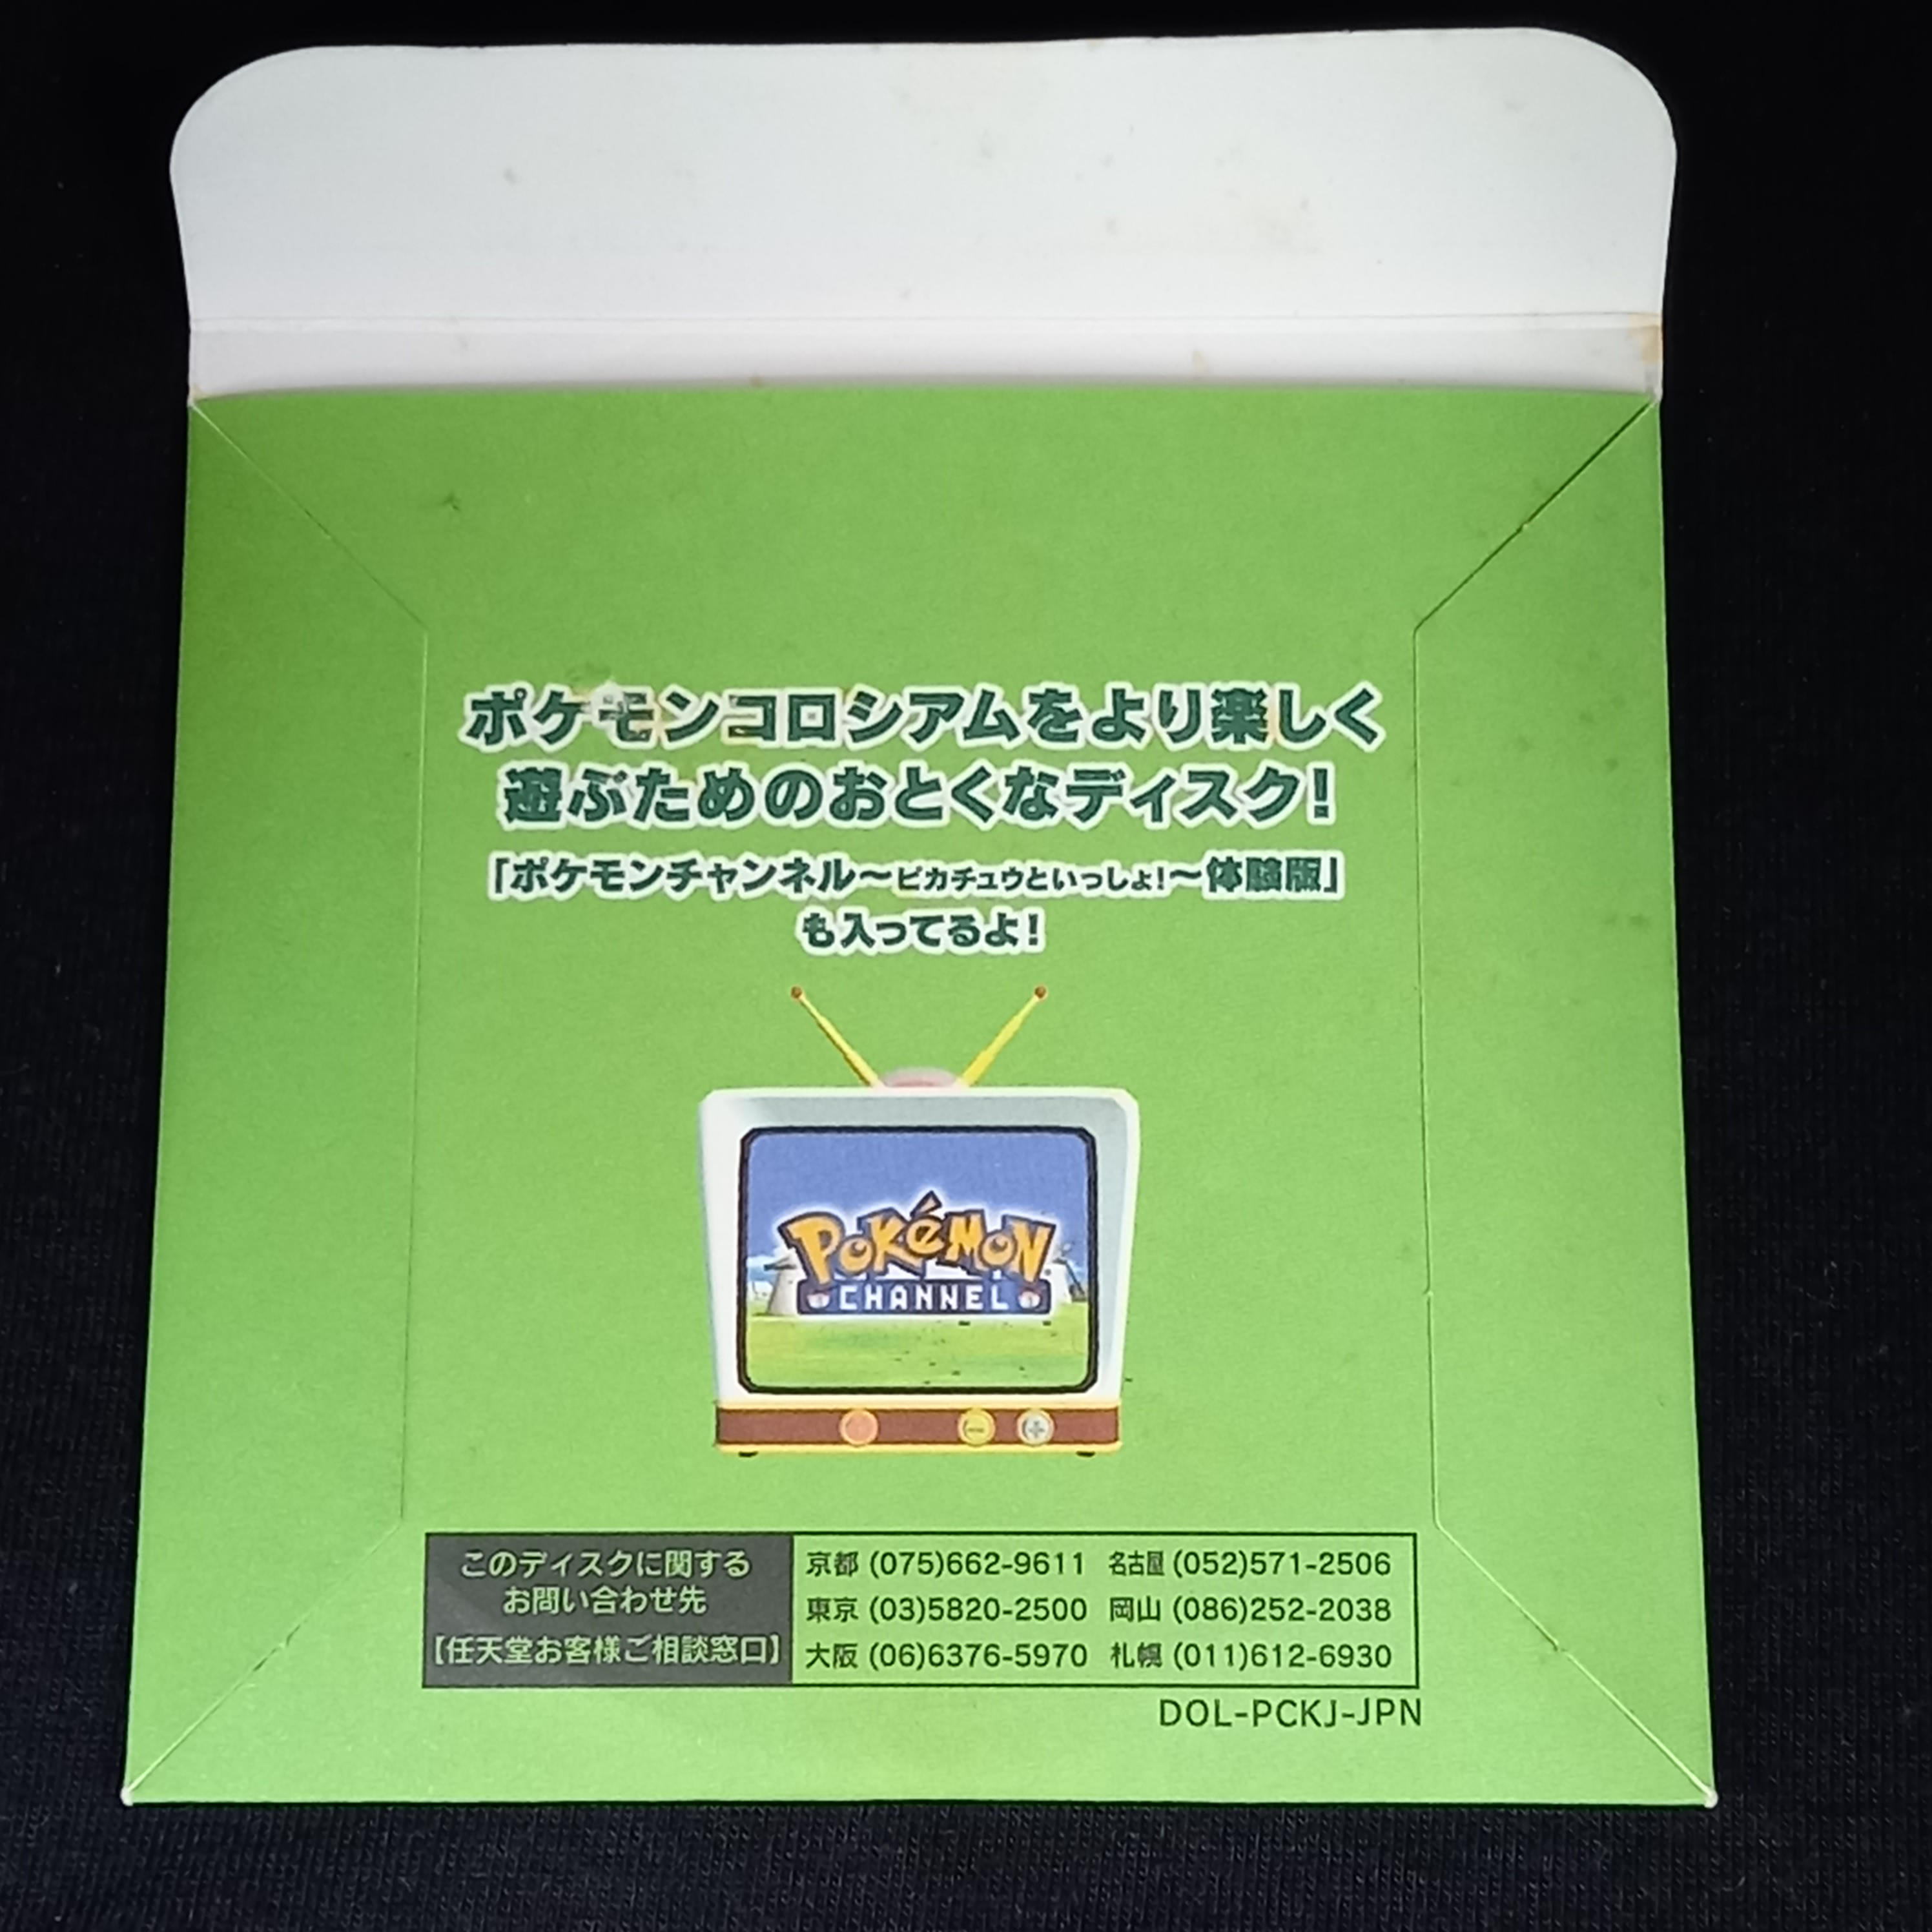 ポケモンコロシアムをより楽しく
遊ぶためのおとくなディスク!
「ポケモンチャンネル〜ピカチュウといっしょ!〜体験版」
も入ってるよ!
POKéMON
CHANNEL
このディスクに関する
お問い合わせ先
【任天堂お客様ご相談窓口】
京都 (075)662-9611 名古屋 (052)571-2506
東京 (03)5820-2500 岡山 (086)252-2038
大阪 (06)6376-5970 札幌 (011)612-6930
DOL-PCKJ-JPN